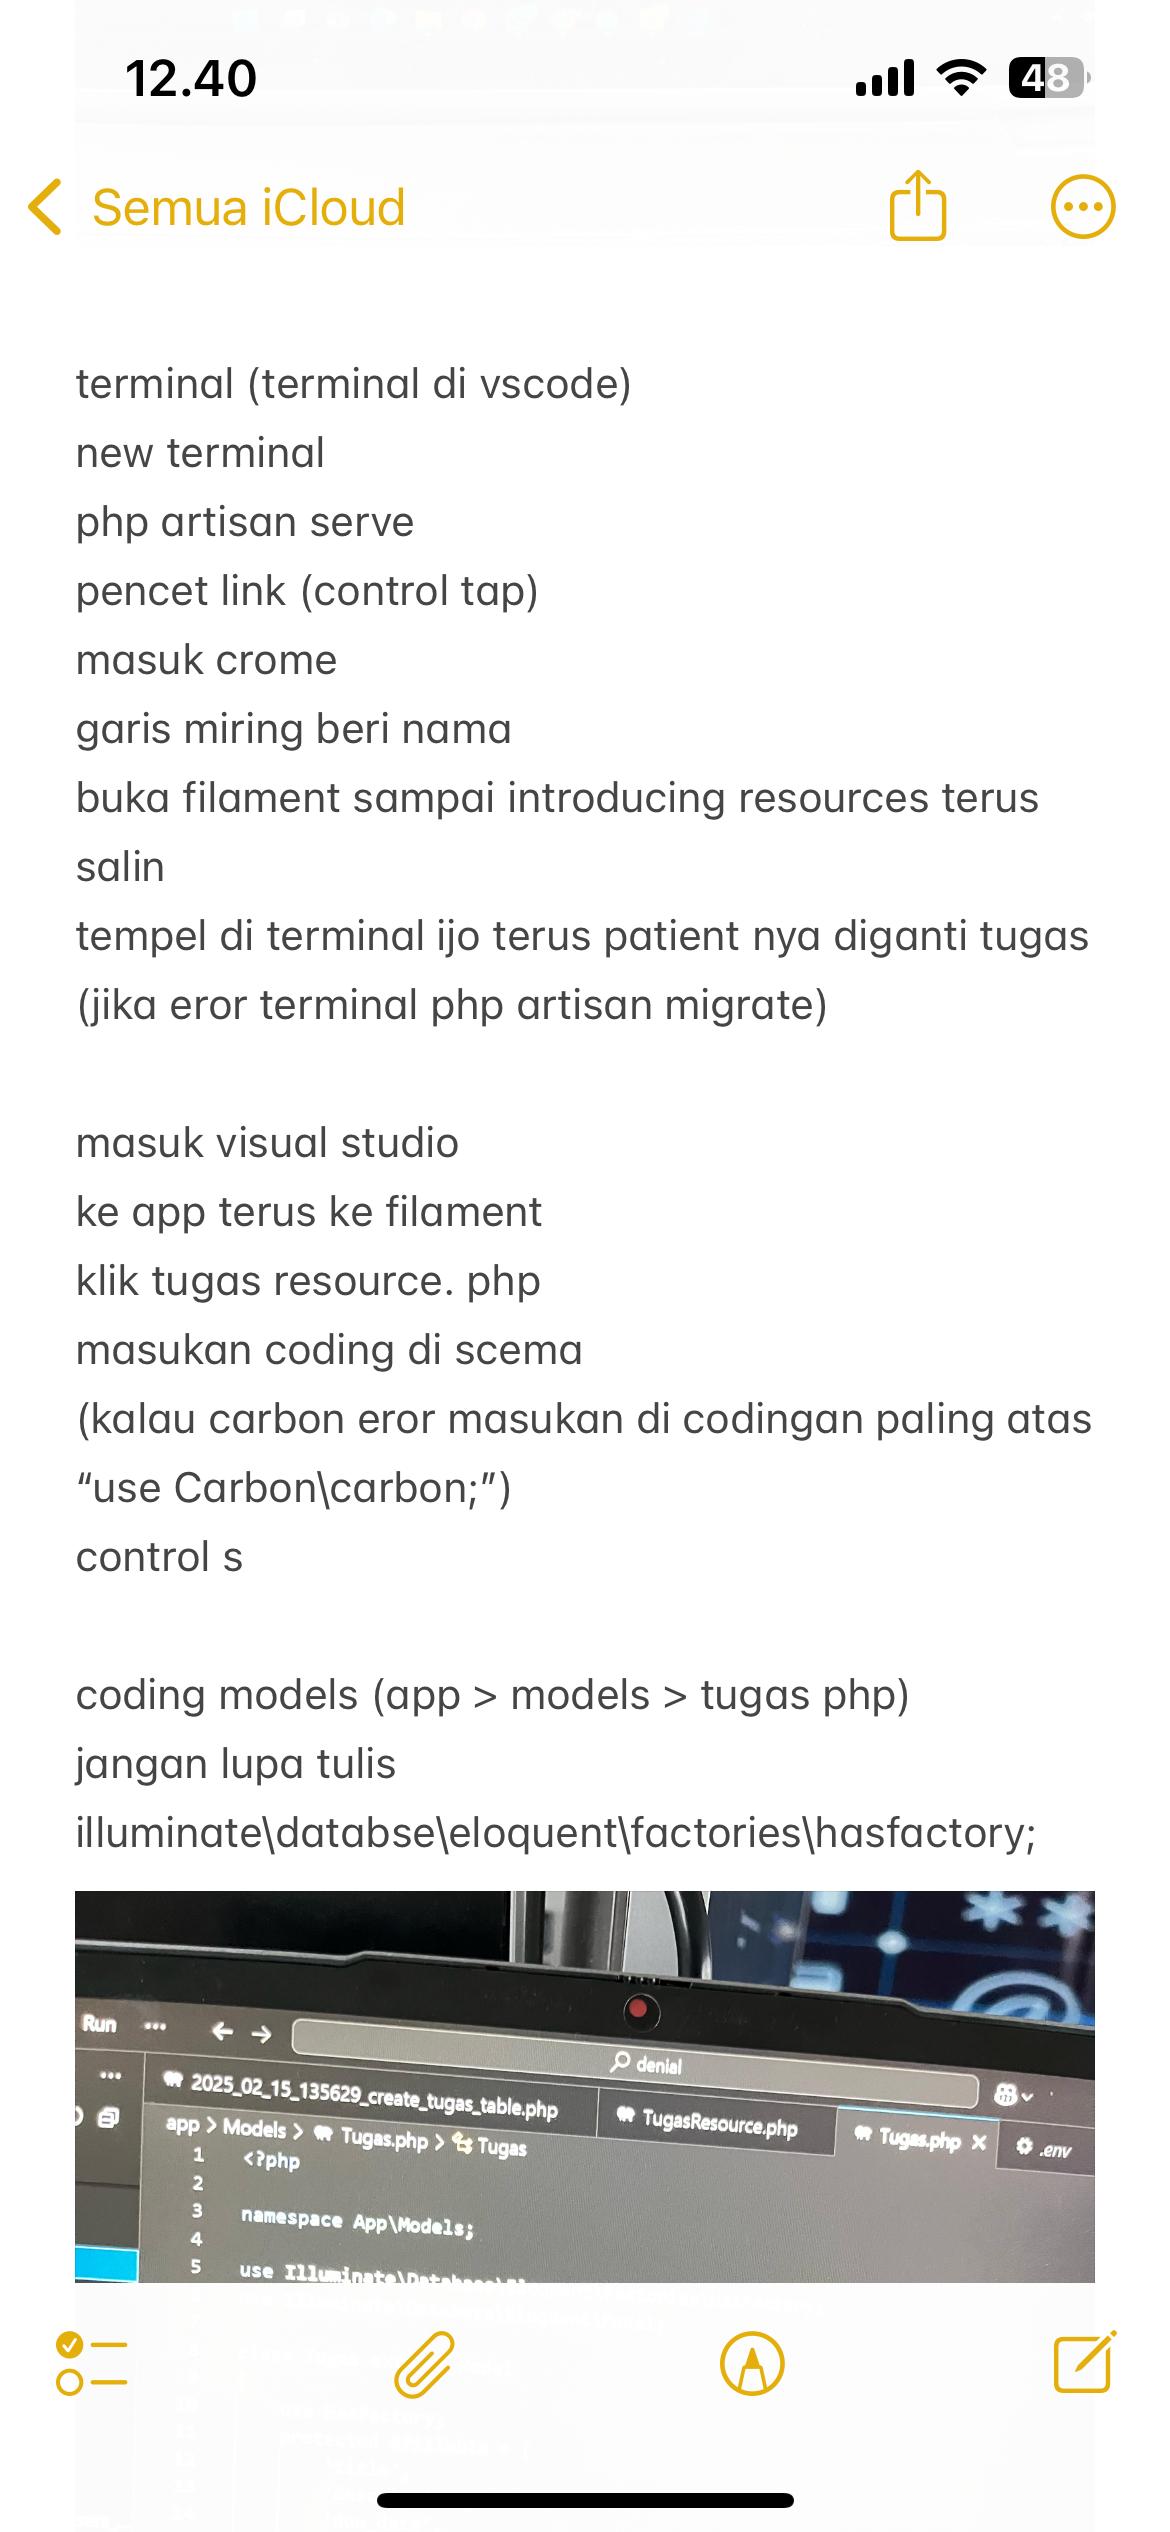 12.40
48
Semua iCloud
terminal (terminal di vscode)
new terminal
php artisan serve
pencet link (control tap)
masuk crome
garis miring beri nama
buka filament sampai introducing resources terus
salin
tempel di terminal ijo terus patient nya diganti tugas
(jika eror terminal php artisan migrate)
masuk visual studio
ke app terus ke filament
klik tugas resource. php
masukan coding di scema
(kalau carbon eror masukan di codingan paling atas
“use Carbon\carbon;”)
control s
coding models (app > models > tugas php)
jangan lupa tulis
illuminate\databse\eloquent\factories\hasfactory;
Run
denial
2025_02_15_135629_create_tugas_table.php
TugasResource.php
Tugas.php
.env
app > Models > Tugas.php > Tugas
1 <?php
2
3 namespace App\Models;
4
5 use Illuminate\Database\